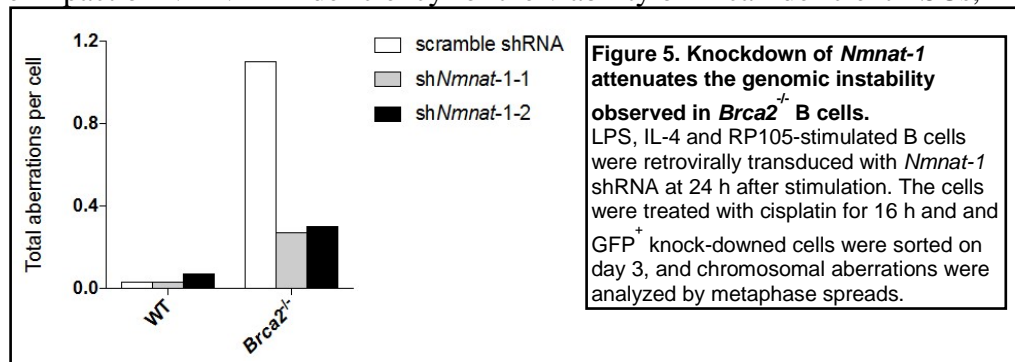 1.2
0.8
0.4
0.0
Total aberrations per cell
WT
Brca2-/-
scramble shRNA
shNmnat-1-1
shNmnat-1-2
Figure 5. Knockdown of Nmnat-1
attenuates the genomic instability
observed in Brca2-/- B cells.
LPS, IL-4 and RP105-stimulated B cells
were retrovirally transduced with Nmnat-1
shRNA at 24 h after stimulation. The cells
were treated with cisplatin for 16 h and and
GFP+ knock-downed cells were sorted on
day 3, and chromosomal aberrations were
analyzed by metaphase spreads.